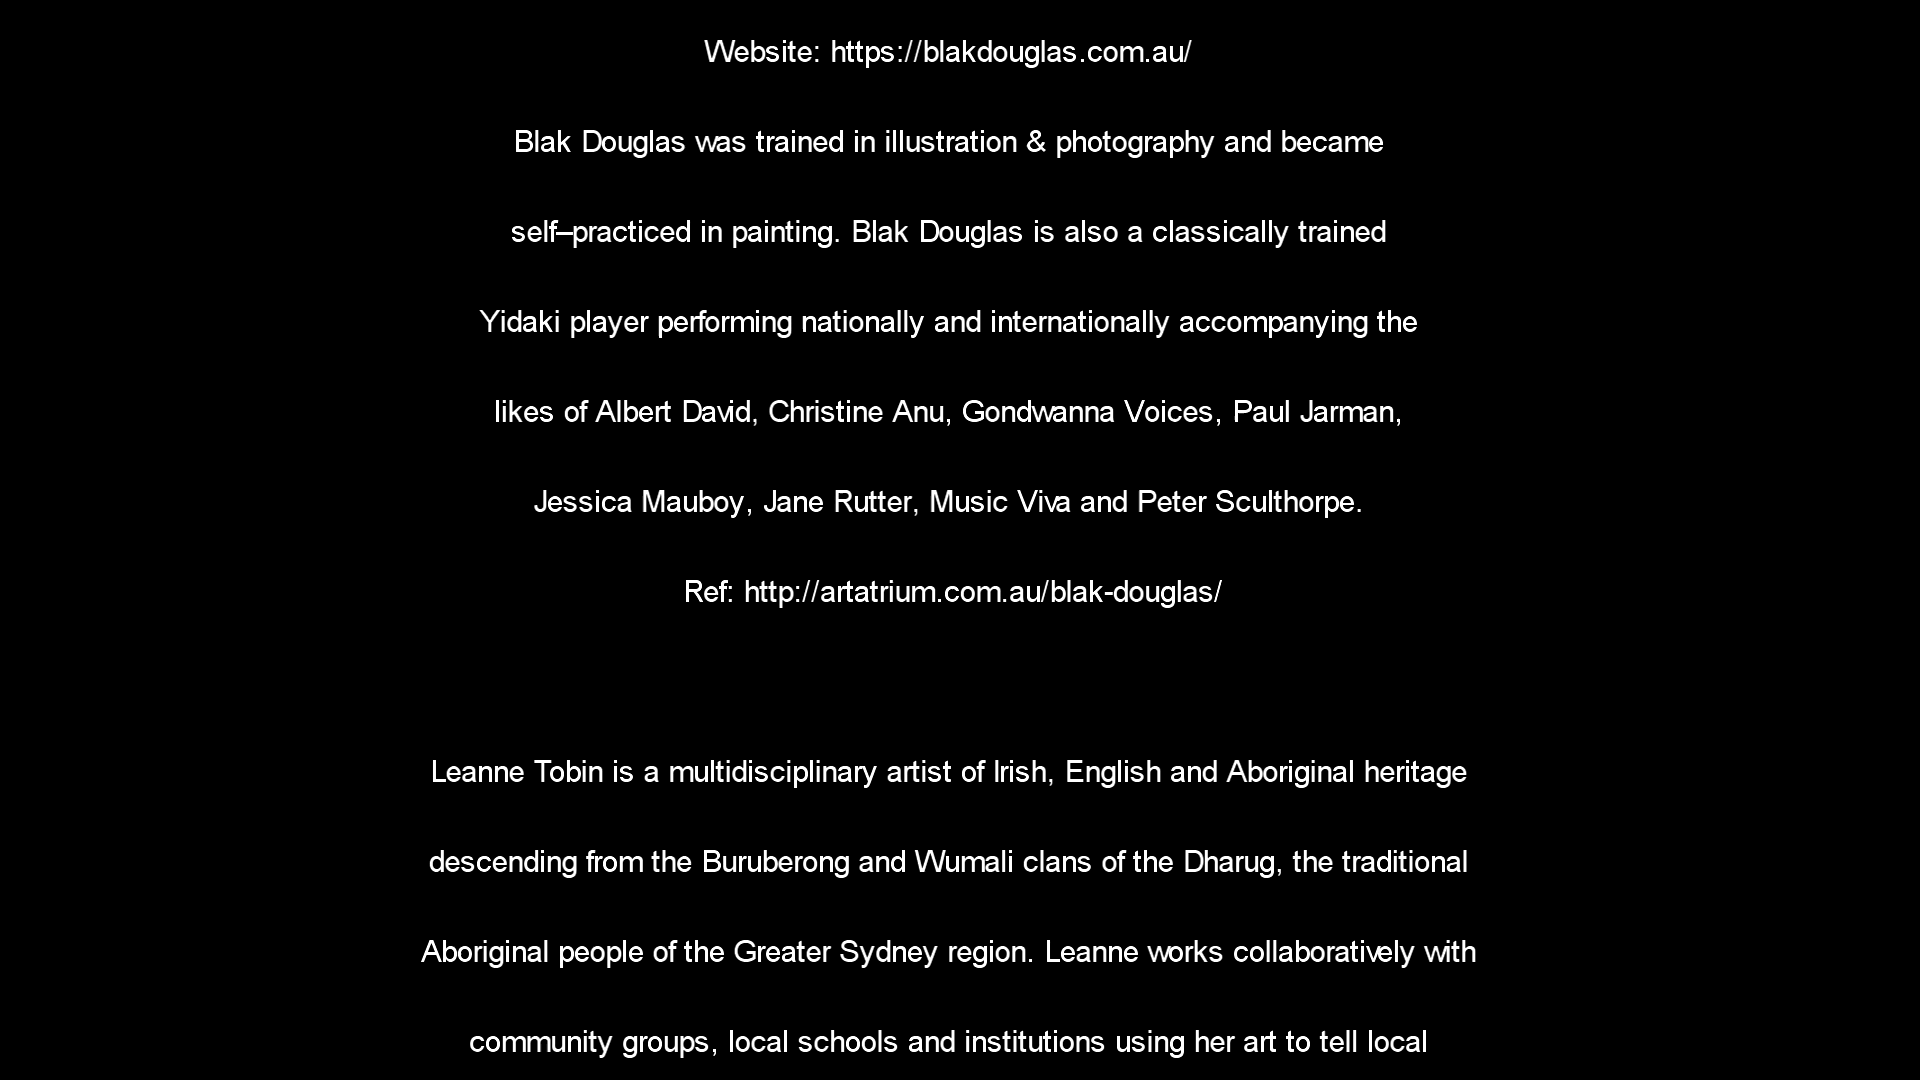 Website: https://blakdouglas.com.au/
Blak Douglas was trained in illustration & photography and became
self–practiced in painting. Blak Douglas is also a classically trained
Yidaki player performing nationally and internationally accompanying the
likes of Albert David, Christine Anu, Gondwanna Voices, Paul Jarman,
Jessica Mauboy, Jane Rutter, Music Viva and Peter Sculthorpe.
Ref: http://artatrium.com.au/blak-douglas/
Leanne Tobin is a multidisciplinary artist of Irish, English and Aboriginal heritage
descending from the Buruberong and Wumali clans of the Dharug, the traditional
Aboriginal people of the Greater Sydney region. Leanne works collaboratively with
community groups, local schools and institutions using her art to tell local